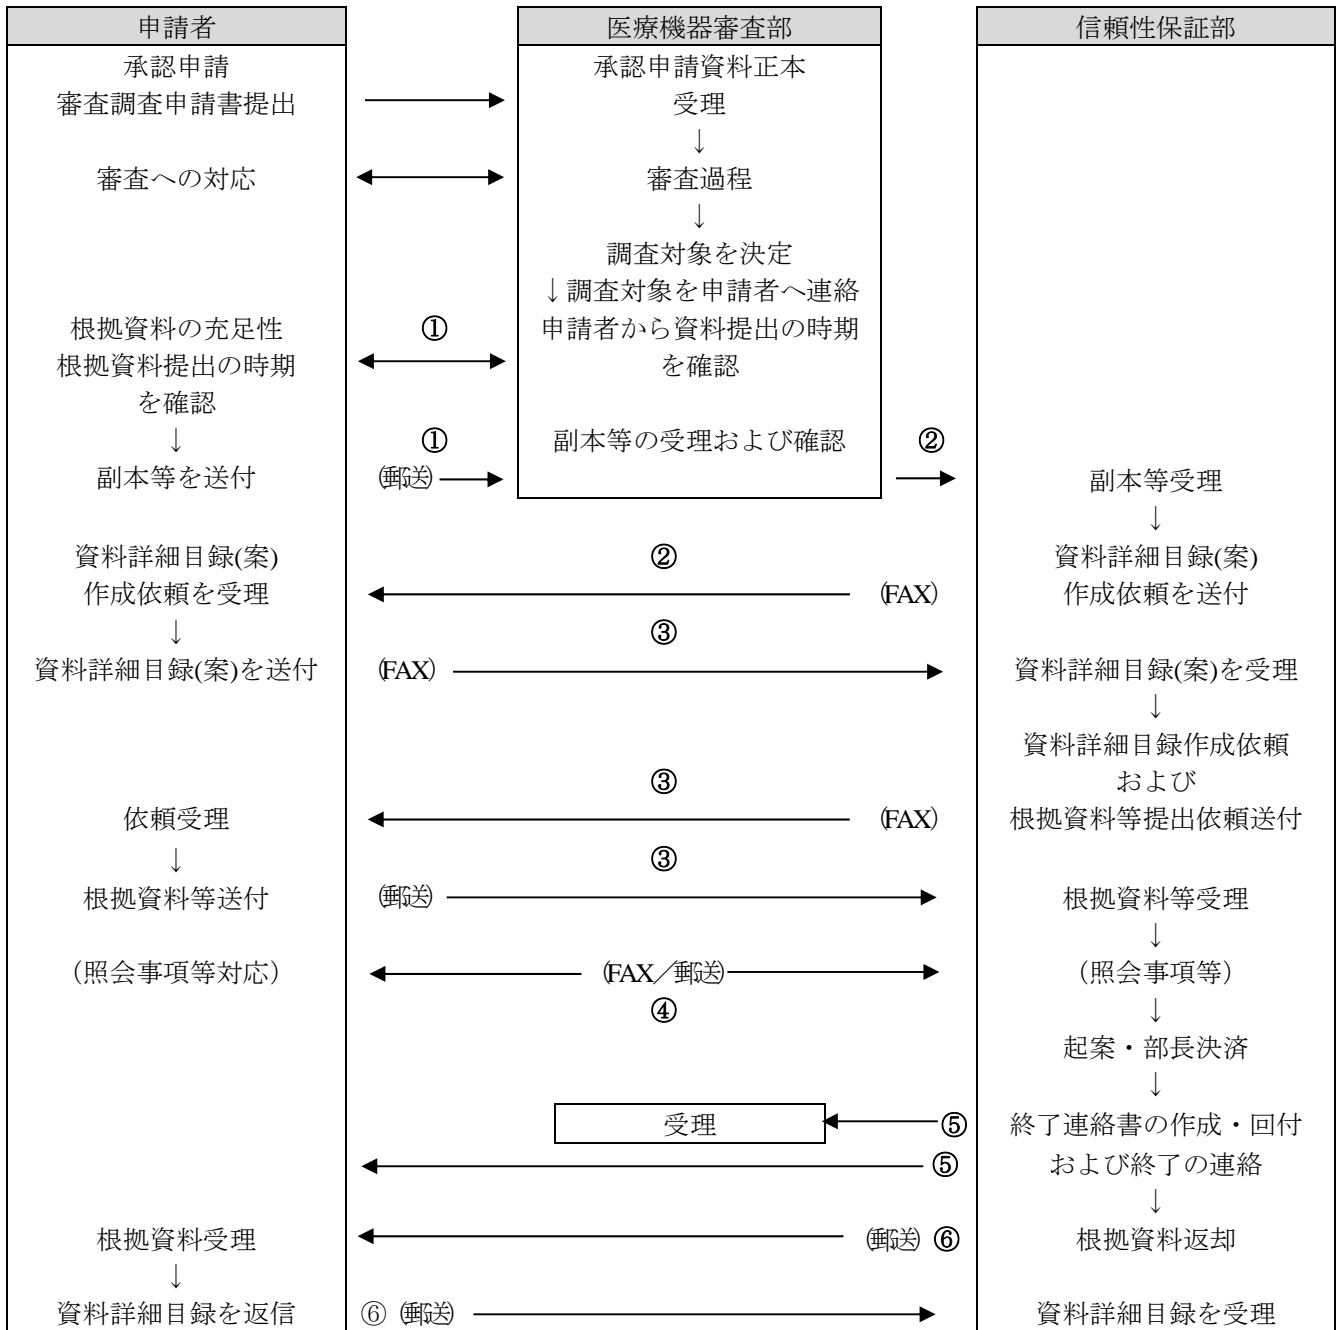 申請者 医療機器審査部 信頼性保証部
承認申請 承認申請資料正本
審査調査申請書提出 受理
↓
審査への対応 審査過程
↓
調査対象を決定
↓調査対象を申請者へ連絡
根拠資料の充足性 ① 申請者から資料提出の時期
根拠資料提出の時期 を確認
を確認
↓ ① 副本等の受理および確認 ②
副本等を送付 (郵送) 副本等受理
↓
資料詳細目録(案) ② 資料詳細目録(案)
作成依頼を受理 (FAX) 作成依頼を送付
↓ ③
資料詳細目録(案)を送付 (FAX) 資料詳細目録(案)を受理
↓
資料詳細目録作成依頼
③ および
依頼受理 (FAX) 根拠資料等提出依頼送付
↓ ③
根拠資料等送付 (郵送) 根拠資料等受理
↓
(照会事項等対応) (FAX/郵送) (照会事項等)
④ ↓
起案・部長決済
↓
受理 ⑤ 終了連絡書の作成・回付
⑤ および終了の連絡
↓
根拠資料受理 (郵送) ⑥ 根拠資料返却
↓
資料詳細目録を返信 ⑥ (郵送) 資料詳細目録を受理